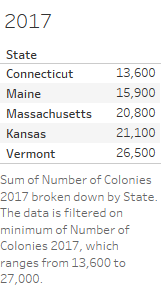 2017
State
Connecticut 13,600
Maine 15,900
Massachusetts 20,800
Kansas 21,100
Vermont 26,500
Sum of Number of Colonies
2017 broken down by State.
The data is filtered on
minimum of Number of
Colonies 2017, which
ranges from 13,600 to
27,000.